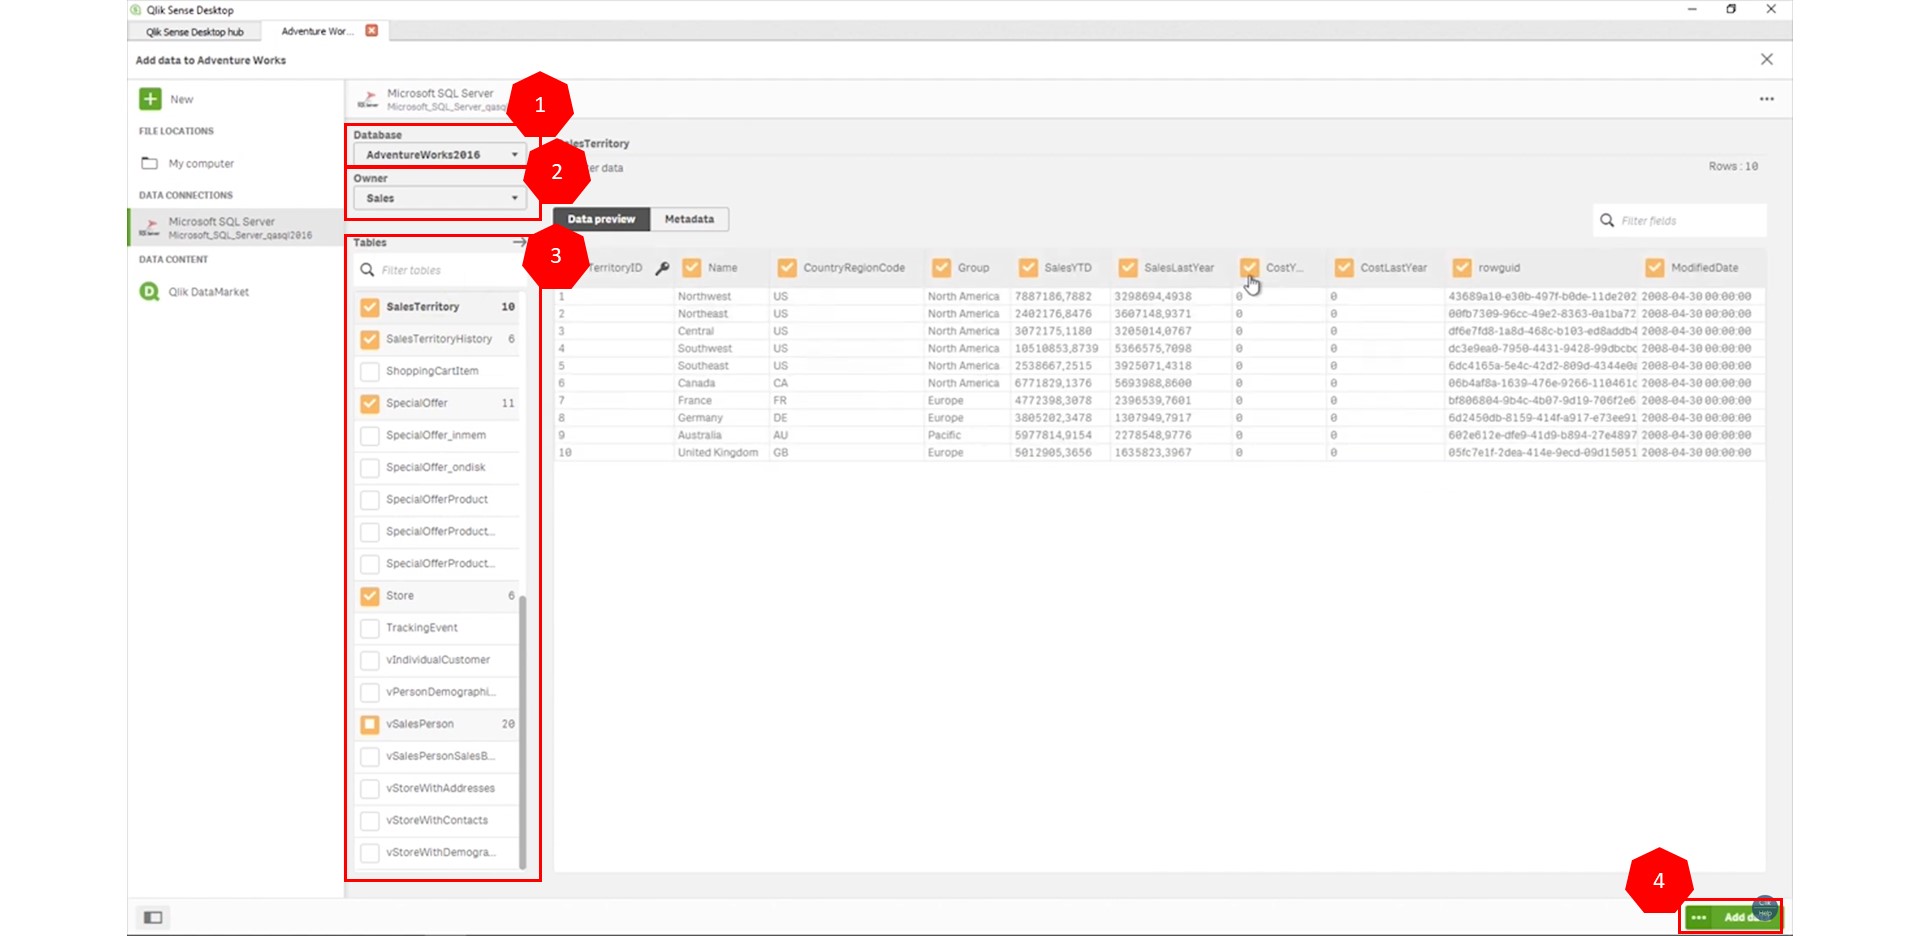 Qlik Sense Desktop
Qlik Sense Desktop hub
Adventure Wor...
Add data to Adventure Works
New
FILE LOCATIONS
My computer
DATA CONNECTIONS
Microsoft SQL Server
Microsoft_SQL_Server_qasql2016
DATA CONTENT
Qlik DataMarket
Microsoft SQL Server
Microsoft_SQL_Server_qasq
1
Database
AdventureWorks2016
2
Owner
Sales
3
Tables
Filter tables
SalesTerritory 10
SalesTerritoryHistory 6
ShoppingCartItem
SpecialOffer 11
SpecialOffer_inmem
SpecialOffer_ondisk
SpecialOfferProduct
SpecialOfferProduct...
SpecialOfferProduct...
Store 6
TrackingEvent
vIndividualCustomer
vPersonDemographi...
vSalesPerson 20
vSalesPersonSalesB...
vStoreWithAddresses
vStoreWithContacts
vStoreWithDemogra...
alesTerritory
er data
Rows : 10
Data preview Metadata
Filter fields
TerritoryID Name CountryRegionCode Group SalesYTD SalesLastYear CostY... CostLastYear rowguid ModifiedDate
1 Northwest US North America 7887186,7882 3298694,4938 0 0 43689a10-e30b-497f-b0de-11de202 2008-04-30 00:00:00
2 Northeast US North America 2402176,8476 3607148,9371 0 0 00fb7309-96cc-49e2-8363-0a1ba72 2008-04-30 00:00:00
3 Central US North America 3072175,1180 3205014,0767 0 0 df6e7fd8-1a8d-468c-b103-ed8addb4 2008-04-30 00:00:00
4 Southwest US North America 10510853,8739 5366575,7098 0 0 dc3e9ea0-7950-4431-9428-99dbcbc 2008-04-30 00:00:00
5 Southeast US North America 2538667,2515 3925071,4318 0 0 6dc4165a-5e4c-42d2-809d-4344e0a 2008-04-30 00:00:00
6 Canada CA North America 6771829,1376 5693988,8600 0 0 06b4af8a-1639-476e-9266-110461c 2008-04-30 00:00:00
7 France FR Europe 4772398,3078 2396539,7601 0 0 bf806804-9b4c-4b07-9d19-706f2e6 2008-04-30 00:00:00
8 Germany DE Europe 3805202,3478 1307949,7917 0 0 6d2450db-8159-414f-a917-e73ee91 2008-04-30 00:00:00
9 Australia AU Pacific 5977814,9154 2278548,9776 0 0 602e612e-dfe9-41d9-b894-27e4897 2008-04-30 00:00:00
10 United Kingdom GB Europe 5012905,3656 1635823,3967 0 0 05fc7e1f-2dea-414e-9ecd-09d15051 2008-04-30 00:00:00
4
Add da
Qlik
Help